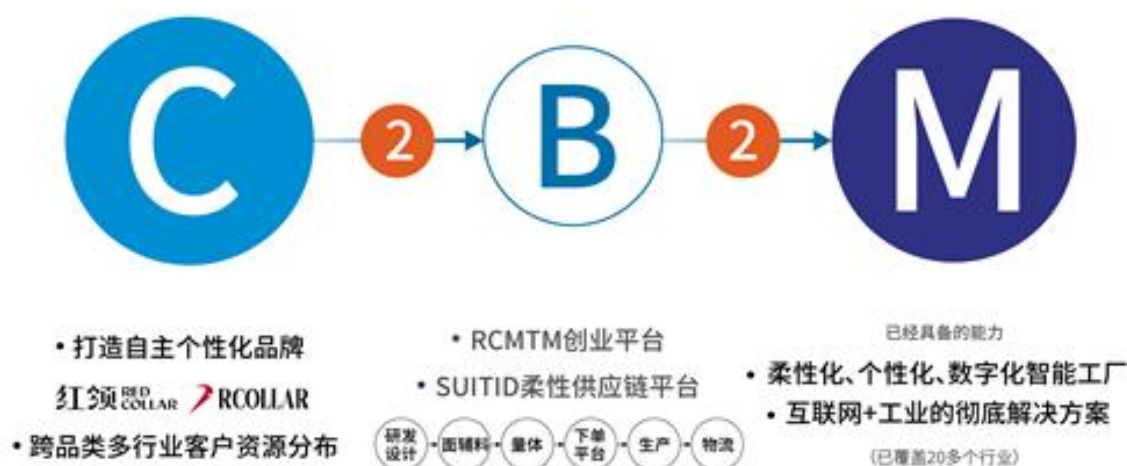 C 2 B 2 M
• 打造自主个性化品牌
红领 RED COLLAR RCOLLAR
• 跨品类多行业客户资源分布
• RCMTM创业平台
• SUITID柔性供应链平台
研发设计 面辅料 量体 下单平台 生产 物流
已经具备的能力
• 柔性化、个性化、数字化智能工厂
• 互联网+工业的彻底解决方案
(已覆盖20多个行业)